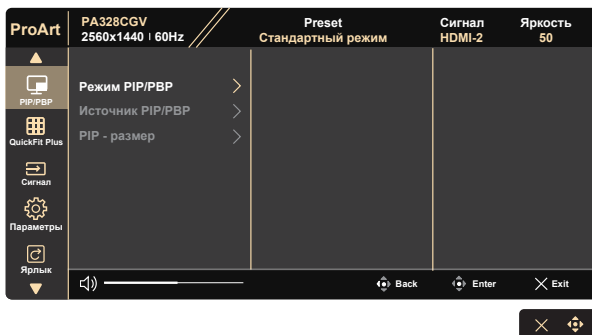 ProArt
PA328CGV
2560x1440 | 60Hz
Preset
Стандартный режим
Сигнал
HDMI-2
Яркость
50
PIP/PBP
QuickFit Plus
Сигнал
Параметры
Ярлык
Режим PIP/PBP
Источник PIP/PBP
PIP - размер
Back
Enter
Exit